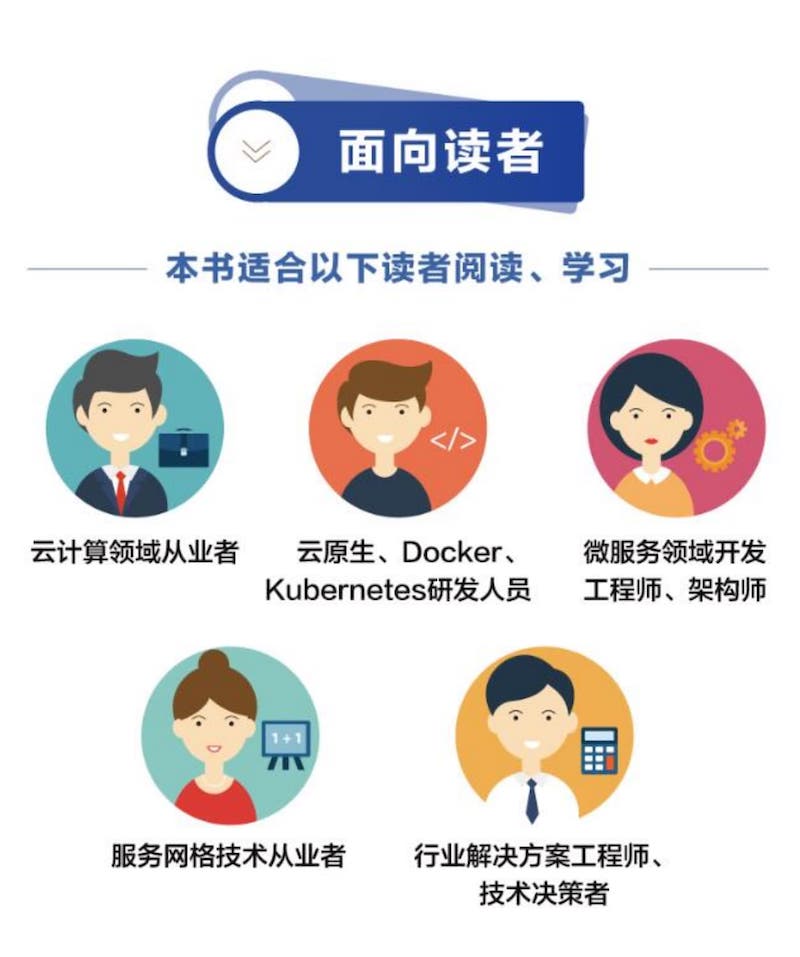 面向读者
本书适合以下读者阅读、学习
</>
云计算领域从业者
云原生、Docker、
Kubernetes研发人员
微服务领域开发
工程师、架构师
1+1
服务网格技术从业者
行业解决方案工程师、
技术决策者